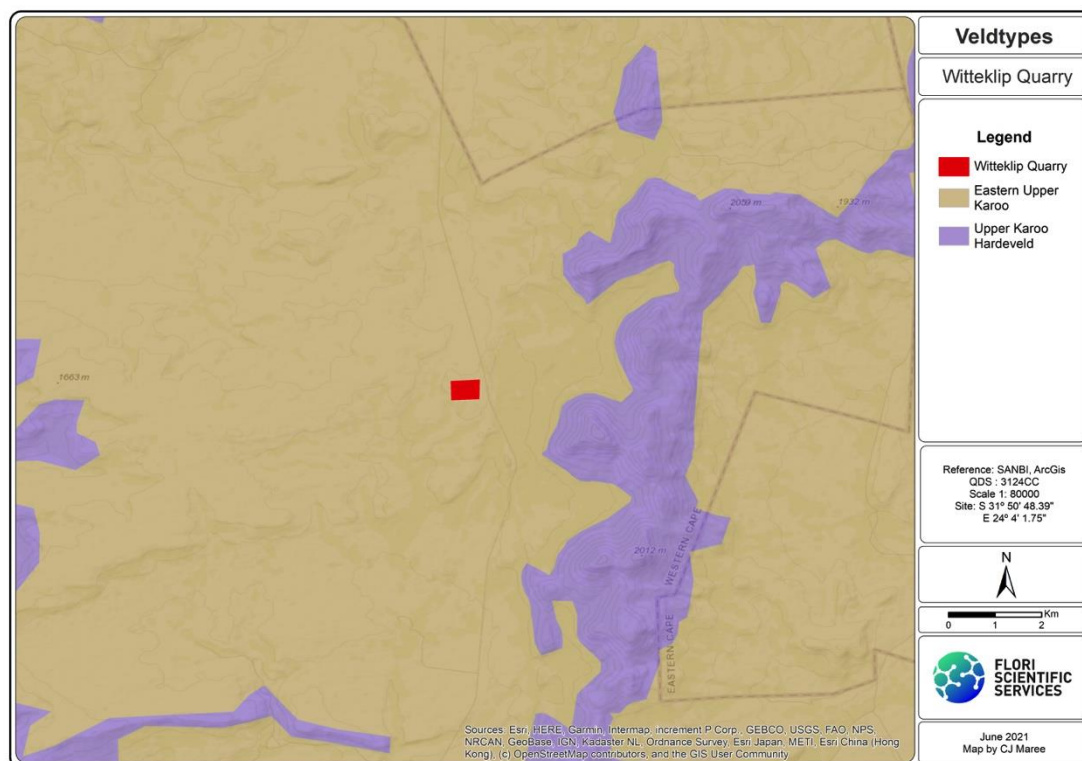 Veldtypes
Witteklip Quarry
Legend
Witteklip Quarry
Eastern Upper
Karoo
Upper Karoo
Hardeveld
2059 m
1932 m
1663 m
2012 m
WESTERN CAPE
EASTERN CAPE
Reference: SANBI, ArcGis
QDS : 3124CC
Scale 1: 80000
Site: S 31º 50' 48.39"
E 24º 4' 1.75"
N
Km
0 1 2
FLORI
SCIENTIFIC
SERVICES
Sources: Esri, HERE, Garmin, Intermap, increment P Corp., GEBCO, USGS, FAO, NPS,
NRCAN, GeoBase, IGN, Kadaster NL, Ordnance Survey, Esri Japan, METI, Esri China (Hong
Kong), (c) OpenStreetMap contributors, and the GIS User Community
June 2021
Map by CJ Maree